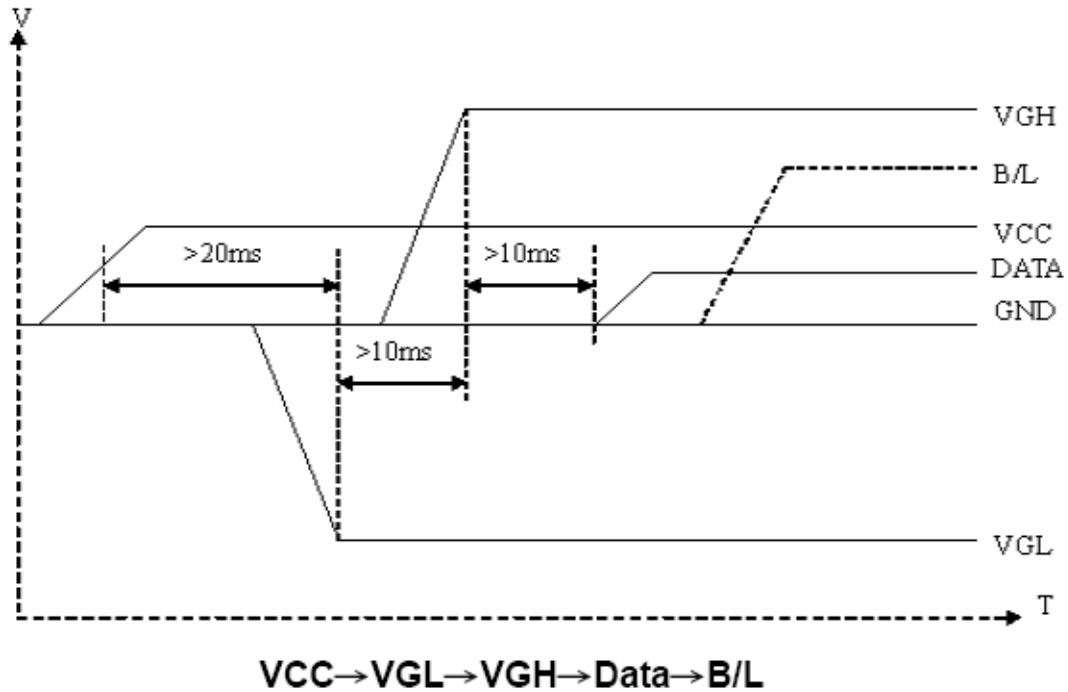 V
VGH
B/L
VCC
>20ms
>10ms
DATA
GND
>10ms
VGL
T
VCC→VGL→VGH→Data→B/L